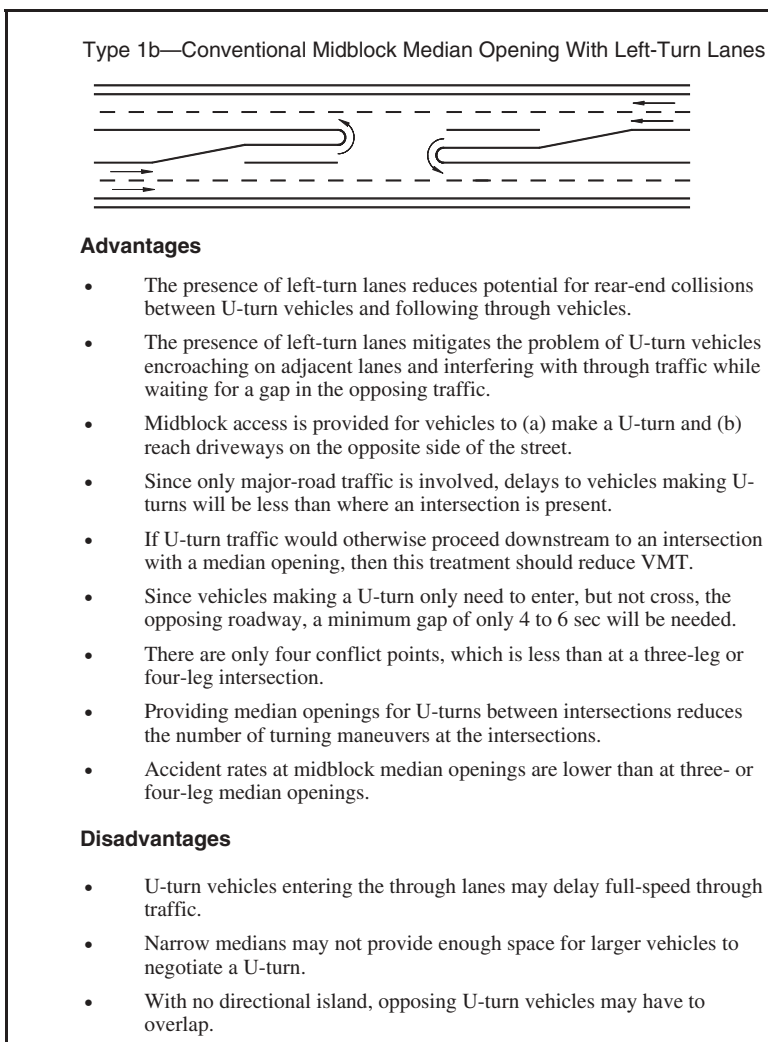 Type 1b—Conventional Midblock Median Opening With Left-Turn Lanes
Advantages
• The presence of left-turn lanes reduces potential for rear-end collisions
between U-turn vehicles and following through vehicles.
• The presence of left-turn lanes mitigates the problem of U-turn vehicles
encroaching on adjacent lanes and interfering with through traffic while
waiting for a gap in the opposing traffic.
• Midblock access is provided for vehicles to (a) make a U-turn and (b)
reach driveways on the opposite side of the street.
• Since only major-road traffic is involved, delays to vehicles making U-
turns will be less than where an intersection is present.
• If U-turn traffic would otherwise proceed downstream to an intersection
with a median opening, then this treatment should reduce VMT.
• Since vehicles making a U-turn only need to enter, but not cross, the
opposing roadway, a minimum gap of only 4 to 6 sec will be needed.
• There are only four conflict points, which is less than at a three-leg or
four-leg intersection.
• Providing median openings for U-turns between intersections reduces
the number of turning maneuvers at the intersections.
• Accident rates at midblock median openings are lower than at three- or
four-leg median openings.
Disadvantages
• U-turn vehicles entering the through lanes may delay full-speed through
traffic.
• Narrow medians may not provide enough space for larger vehicles to
negotiate a U-turn.
• With no directional island, opposing U-turn vehicles may have to
overlap.